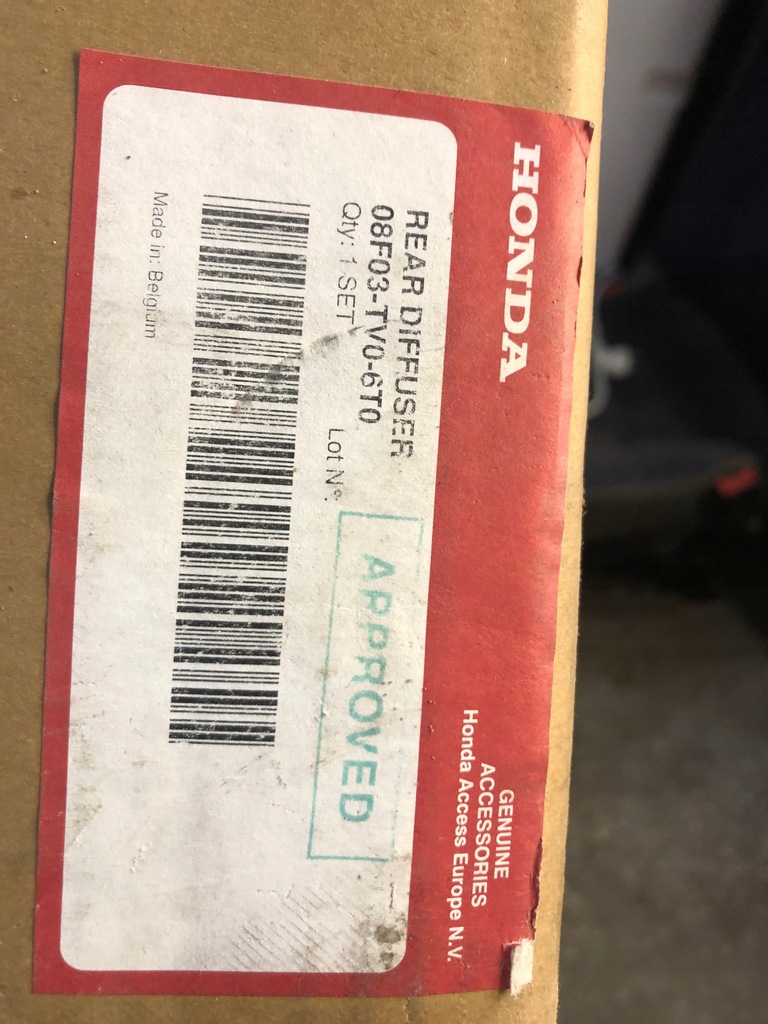 HONDA
GENUINE
ACCESSORIES
Honda Access Europe N.V.
REAR DIFFUSER
08F03-TV0-6T0
Qty: 1 SET
Lot N°:
APPROVED
Made in: Belgium